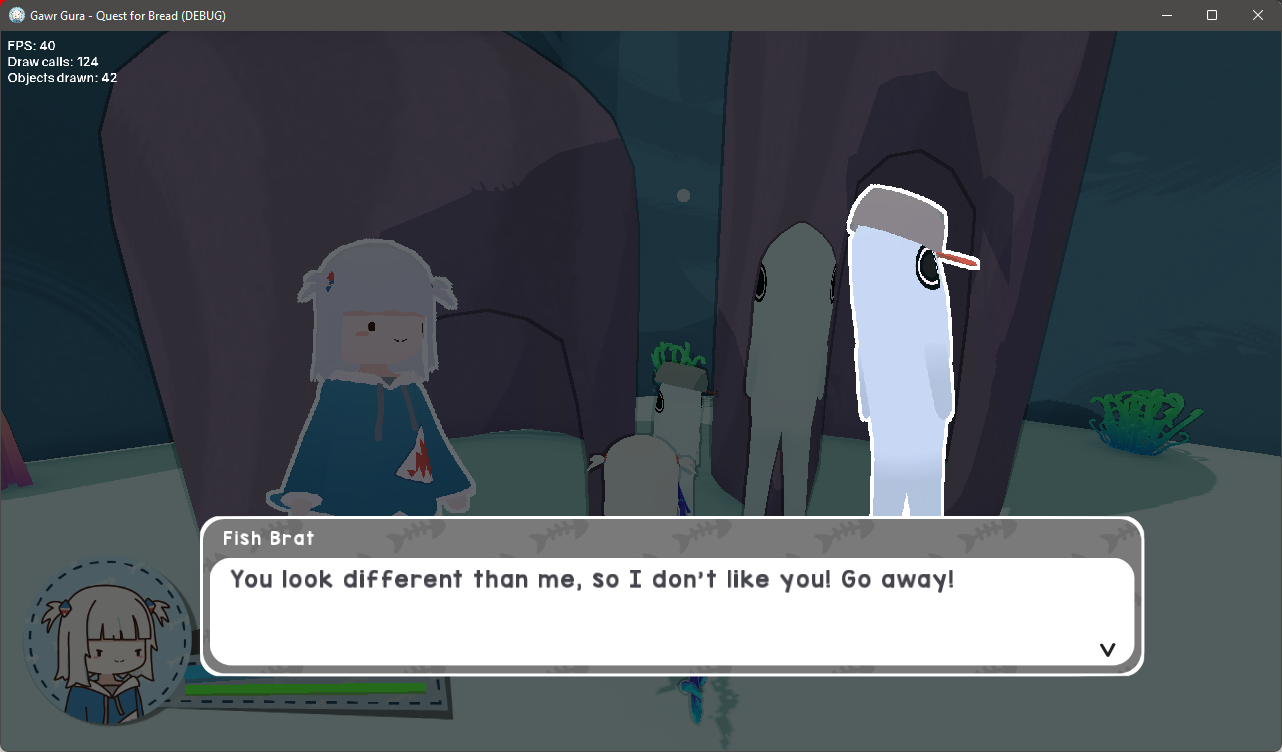 Gawr Gura - Quest for Bread (DEBUG)
FPS: 40
Draw calls: 124
Objects drawn: 42
Fish Brat
You look different than me, so I don't like you! Go away!